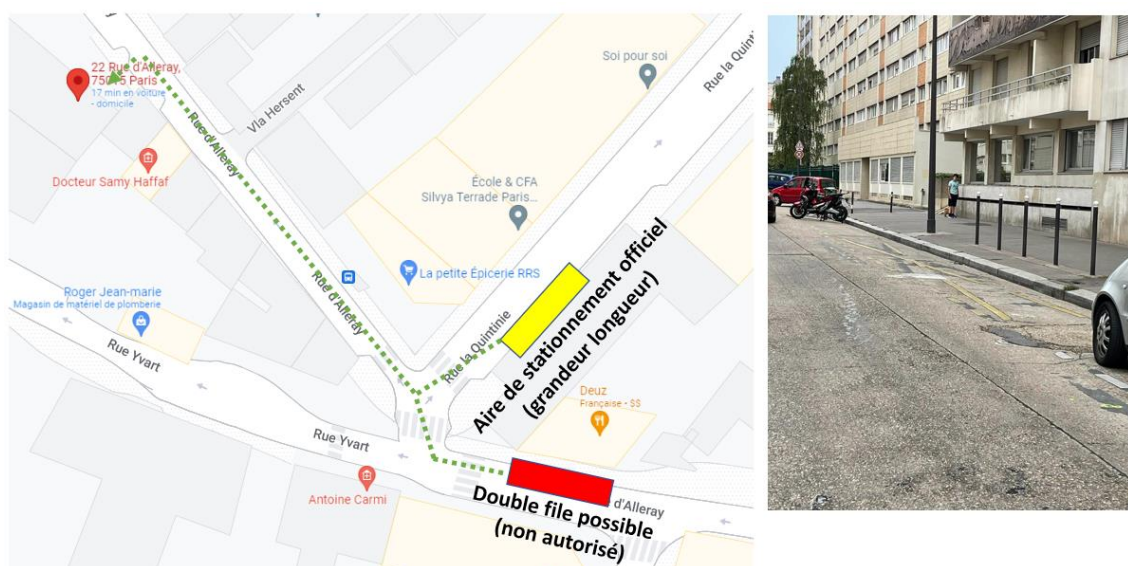 22 Rue d'Alleray,
75015 Paris
17 min en voiture
- domicile
Vla Hersent
Rue d'Alleray
Docteur Samy Haffaf
Soi pour soi
Rue la Quintinie
École & CFA
Silvya Terrade Paris...
La petite Épicerie RRS
Roger Jean-marie
Magasin de matériel de plomberie
Rue d'Alleray
Rue Yvart
Rue la Quintinie
Aire de stationnement officiel
(grandeur longueur)
Deuz
Française - $$
Rue Yvart
Antoine Carmi
d'Alleray
Double file possible
(non autorisé)